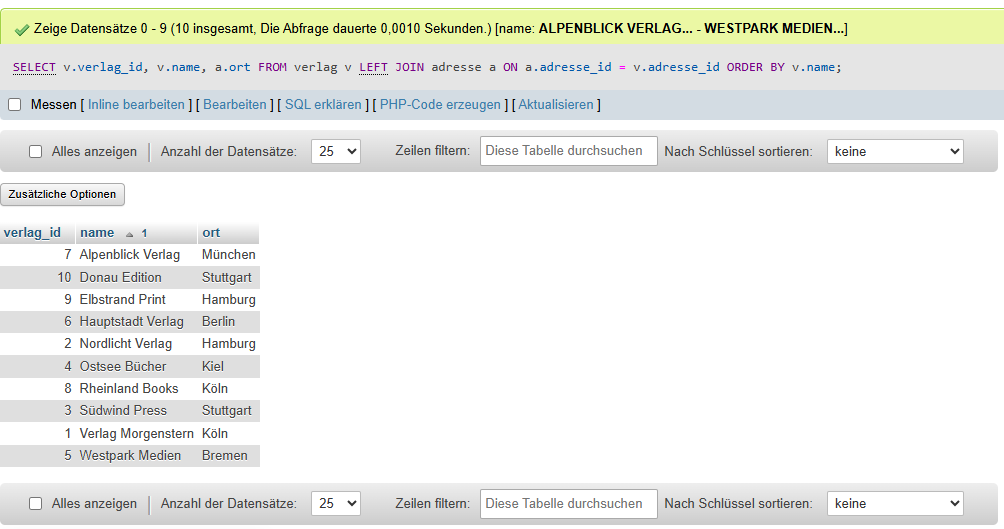 Zeige Datensätze 0 - 9 (10 insgesamt, Die Abfrage dauerte 0,0010 Sekunden.) [name: ALPENBLICK VERLAG... - WESTPARK MEDIEN...]
SELECT v.verlag_id, v.name, a.ort FROM verlag v LEFT JOIN adresse a ON a.adresse_id = v.adresse_id ORDER BY v.name;
Messen [ Inline bearbeiten ] [ Bearbeiten ] [ SQL erklären ] [ PHP-Code erzeugen ] [ Aktualisieren ]
Alles anzeigen Anzahl der Datensätze: 25 Zeilen filtern: Diese Tabelle durchsuchen Nach Schlüssel sortieren: keine
Zusätzliche Optionen
verlag_id name 1 ort
7 Alpenblick Verlag München
10 Donau Edition Stuttgart
9 Elbstrand Print Hamburg
6 Hauptstadt Verlag Berlin
2 Nordlicht Verlag Hamburg
4 Ostsee Bücher Kiel
8 Rheinland Books Köln
3 Südwind Press Stuttgart
1 Verlag Morgenstern Köln
5 Westpark Medien Bremen
Alles anzeigen Anzahl der Datensätze: 25 Zeilen filtern: Diese Tabelle durchsuchen Nach Schlüssel sortieren: keine